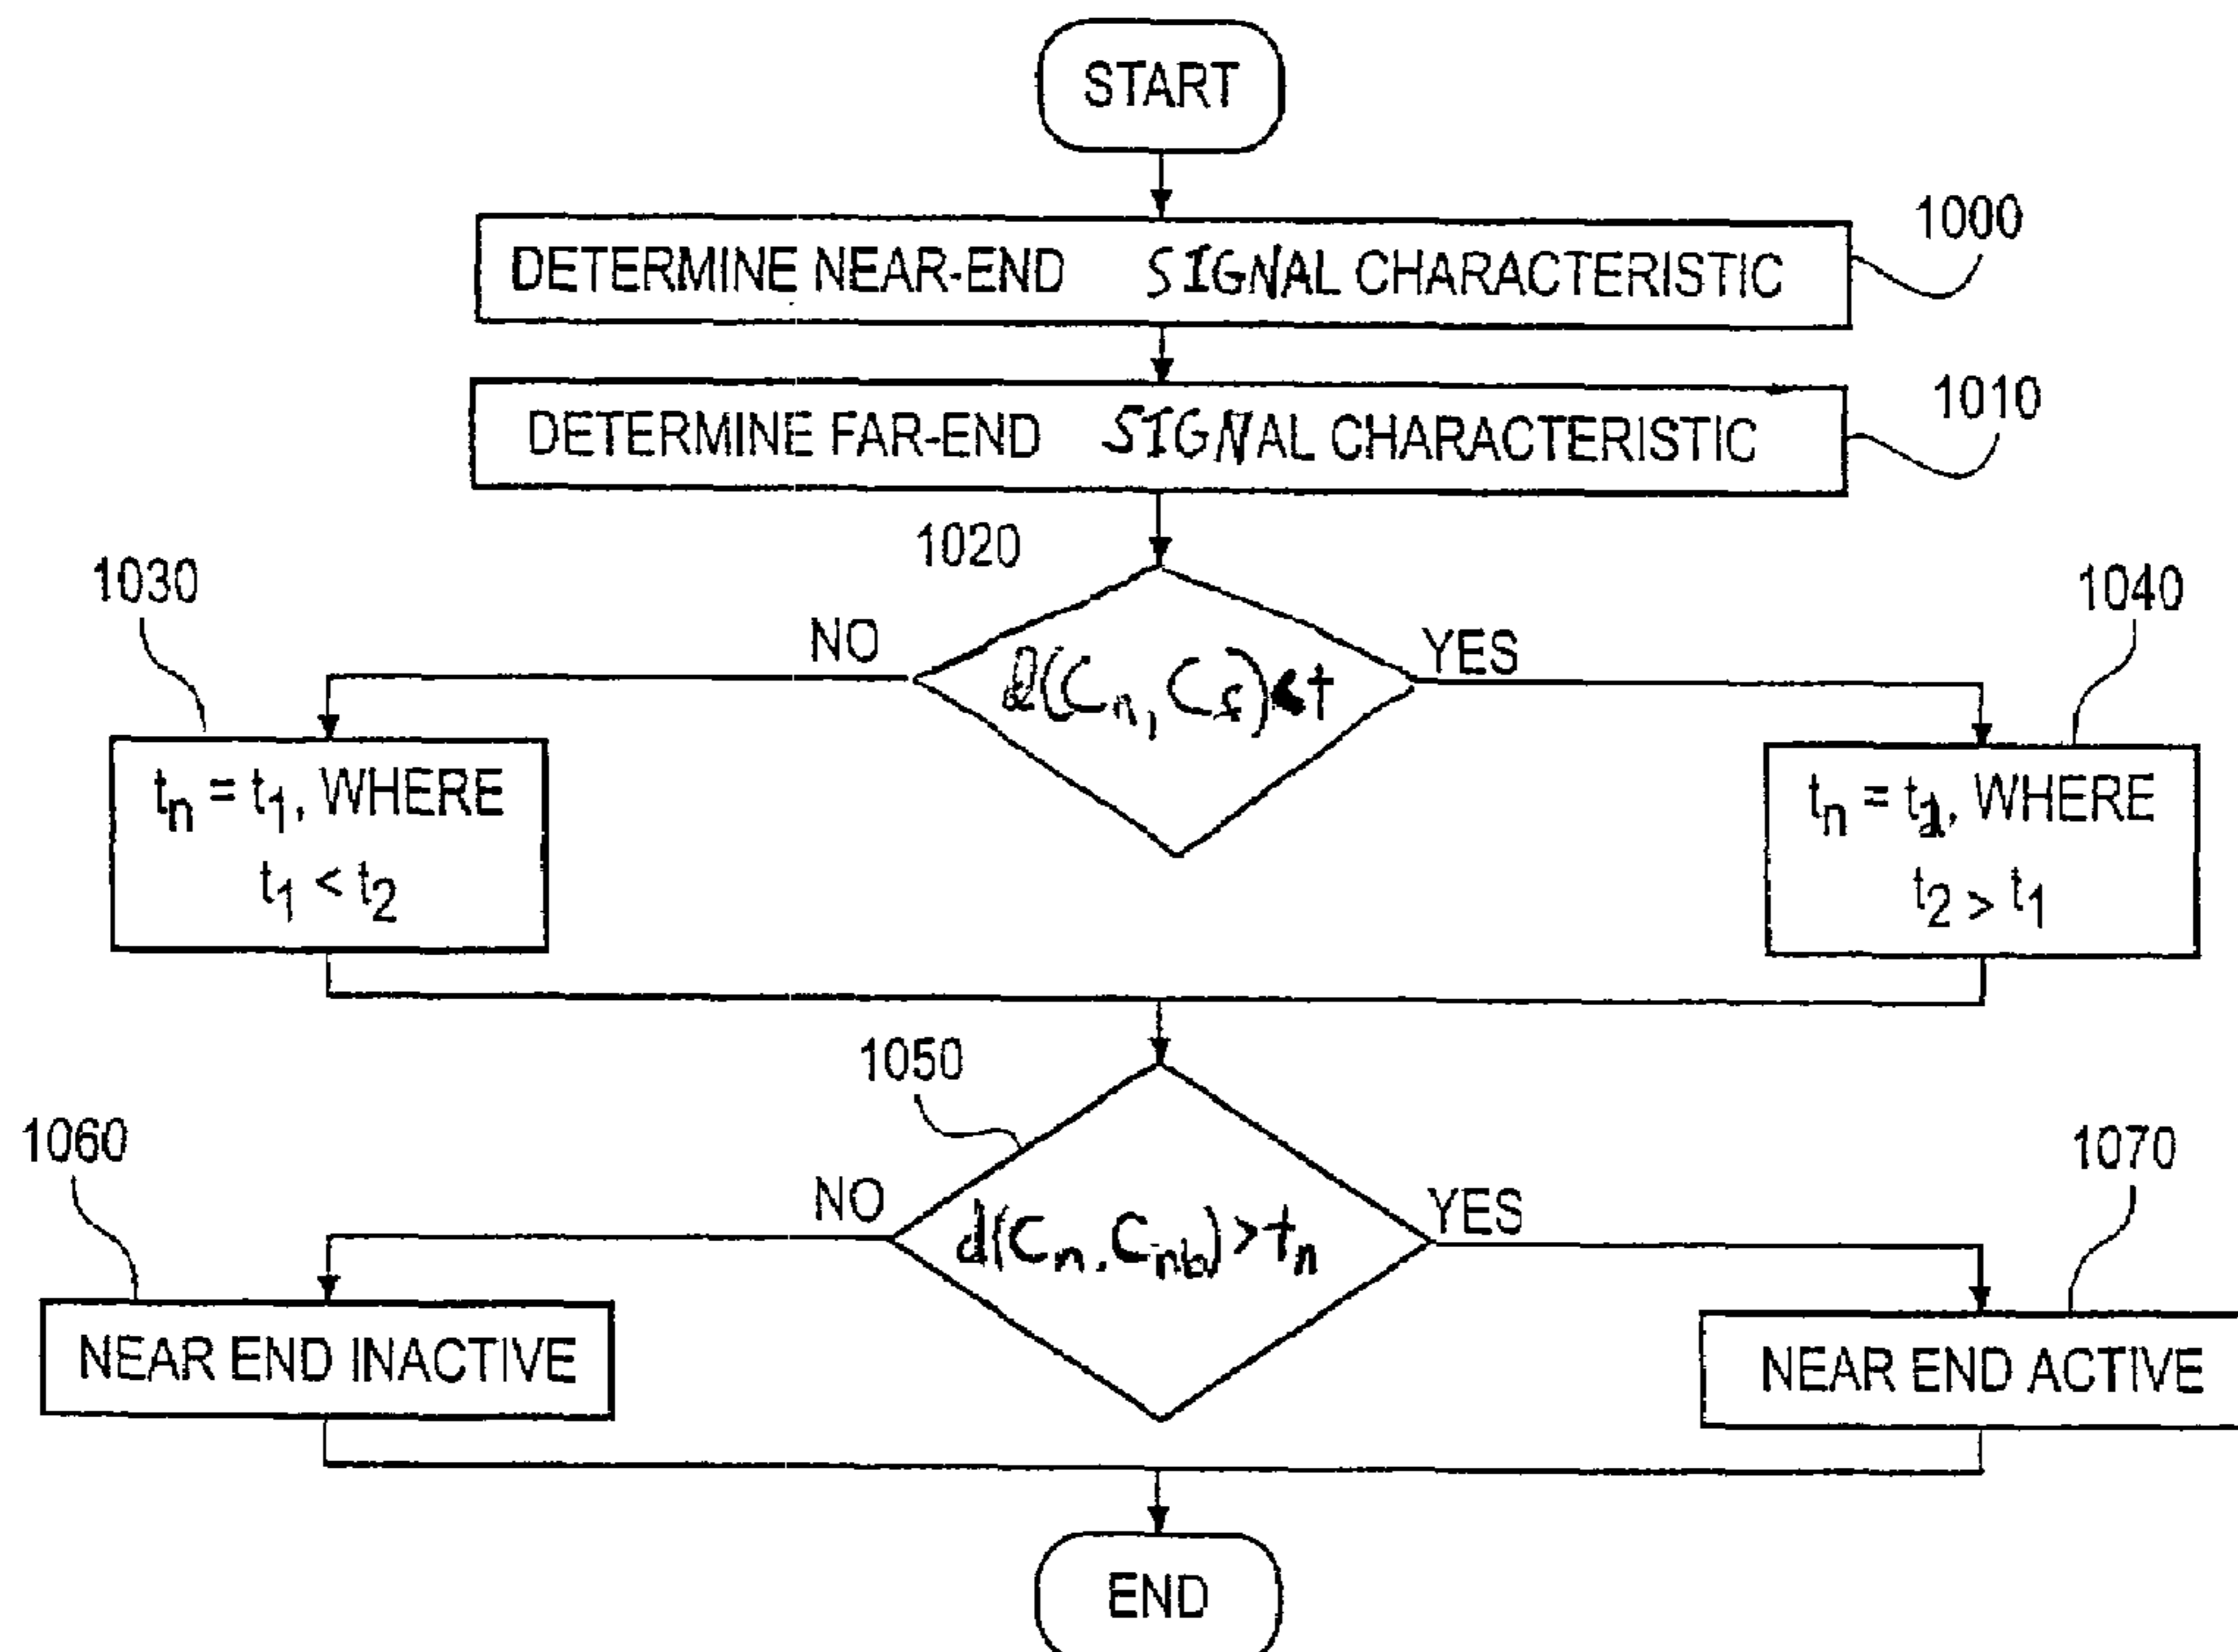 START
1000
DETERMINE NEAR-END SIGNAL CHARACTERISTIC
1010
DETERMINE FAR-END SIGNAL CHARACTERISTIC
1020
1030
1040
NO
YES
d(Cn, Cf) < t
tn = t1, WHERE
t1 < t2
tn = t2, WHERE
t2 > t1
1050
1060
1070
NO
YES
d(Cn, Cnb) > tn
NEAR END INACTIVE
NEAR END ACTIVE
END